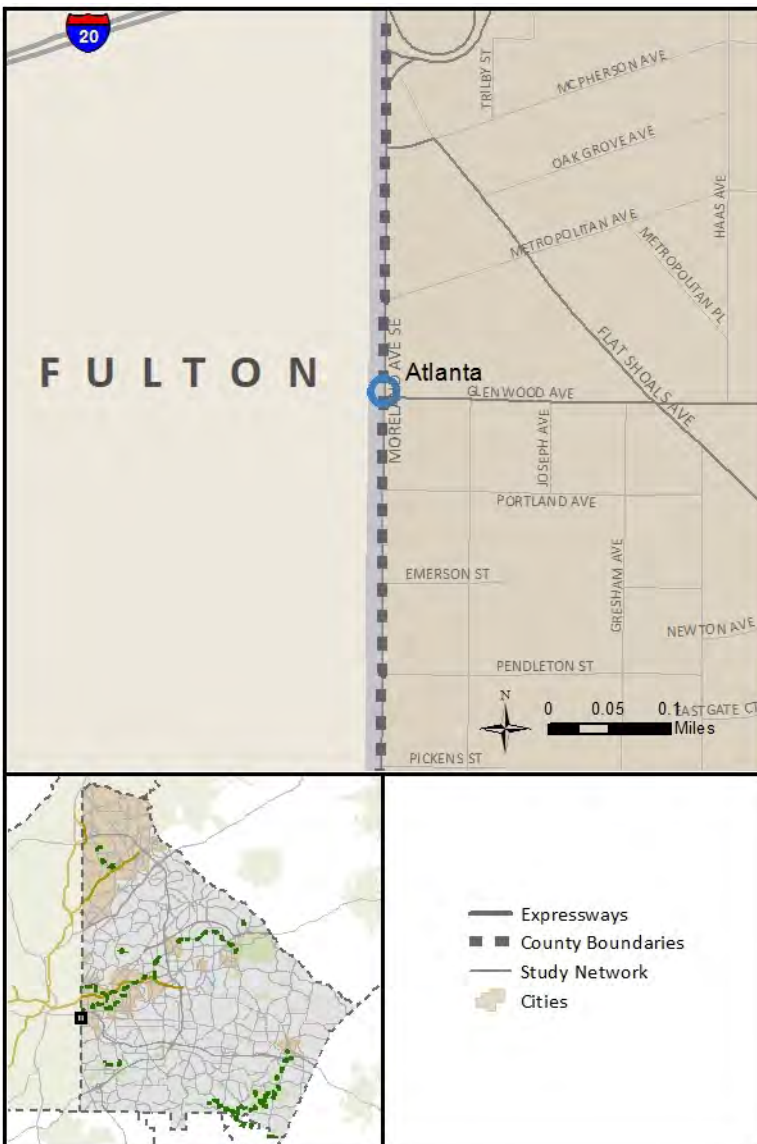 20
TRILBY ST
MCPHERSON AVE
OAK GROVE AVE
HAAS AVE
METROPOLITAN AVE
METROPOLITAN PL
FLAT SHOALS AVE
FULTON
Atlanta
MORELAND AVE SE
GLENWOOD AVE
JOSEPH AVE
PORTLAND AVE
EMERSON ST
GRESHAM AVE
NEWTON AVE
PENDLETON ST
N
0 0.05 0.1
EASTGATE CT
Miles
PICKENS ST
Expressways
County Boundaries
Study Network
Cities